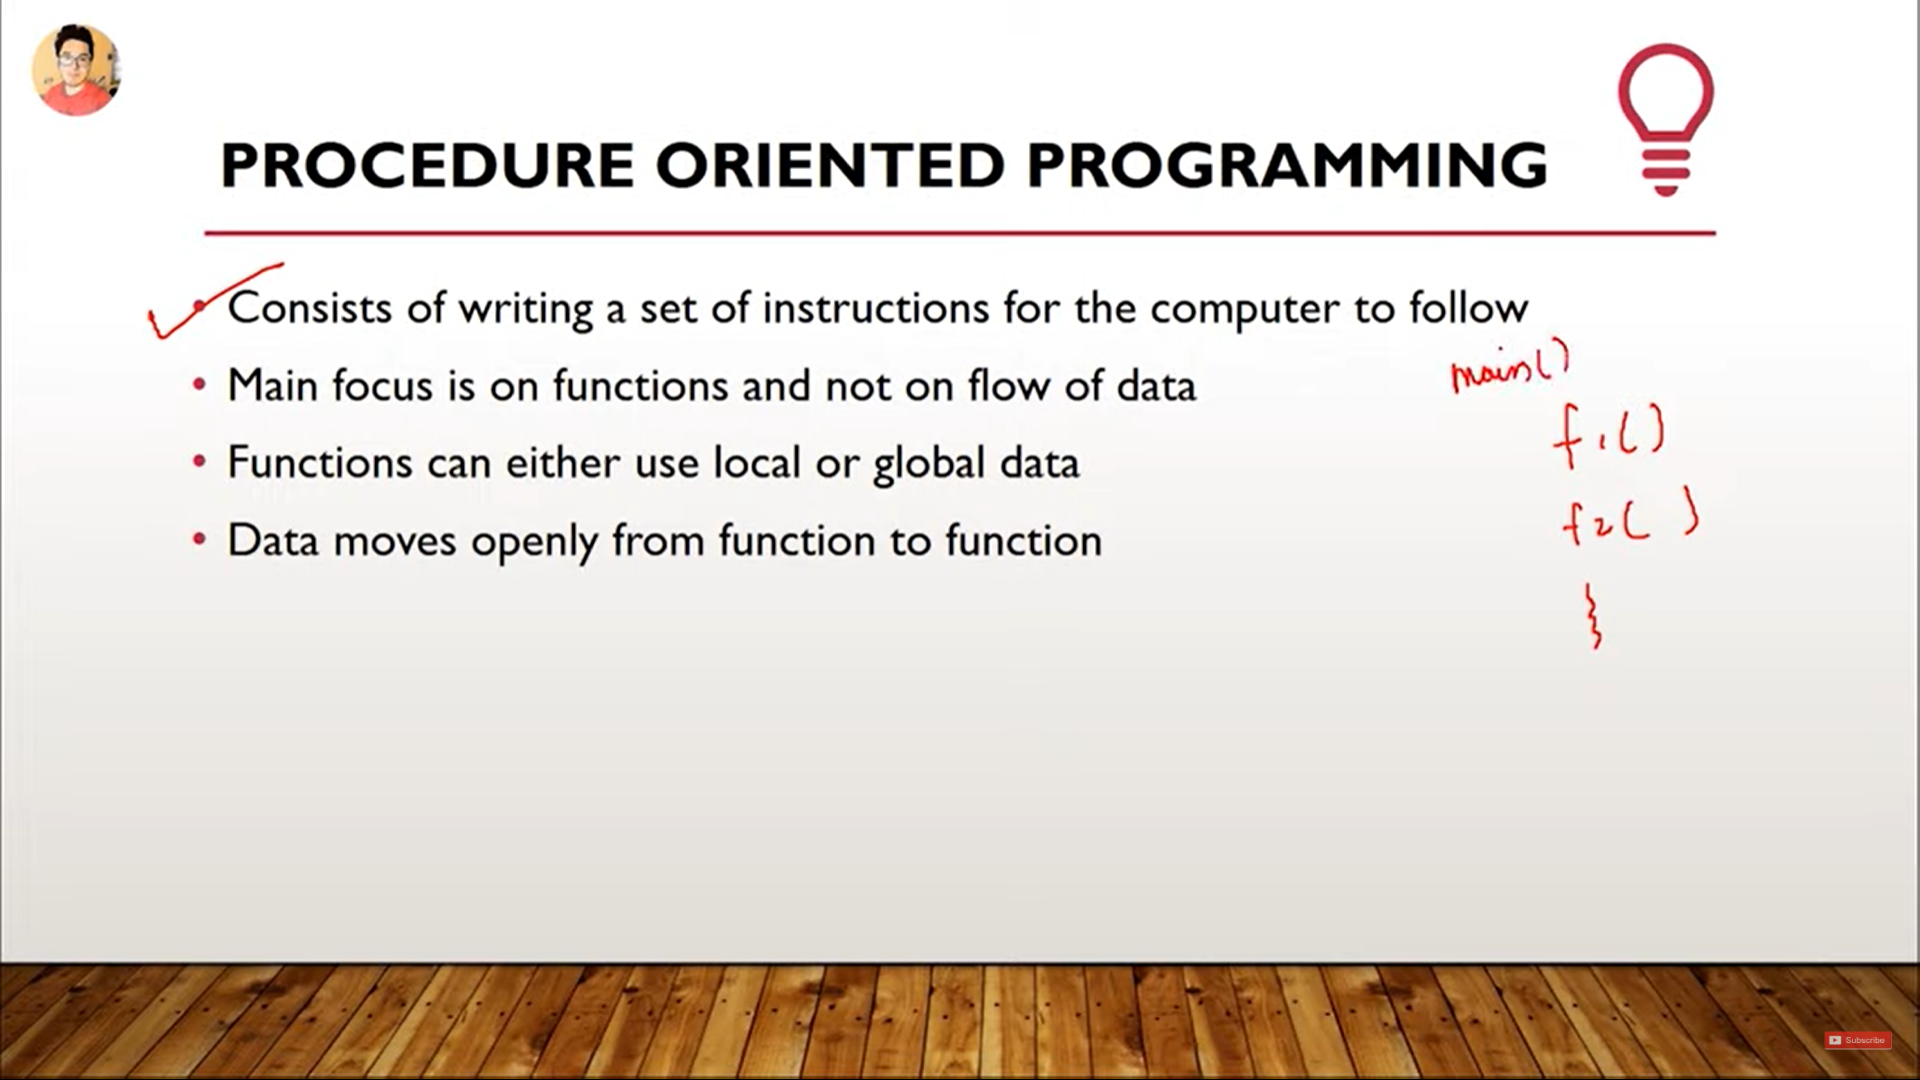 PROCEDURE ORIENTED PROGRAMMING
• Consists of writing a set of instructions for the computer to follow
• Main focus is on functions and not on flow of data
• Functions can either use local or global data
• Data moves openly from function to function
main()
f1()
f2( )
}
Subscribe